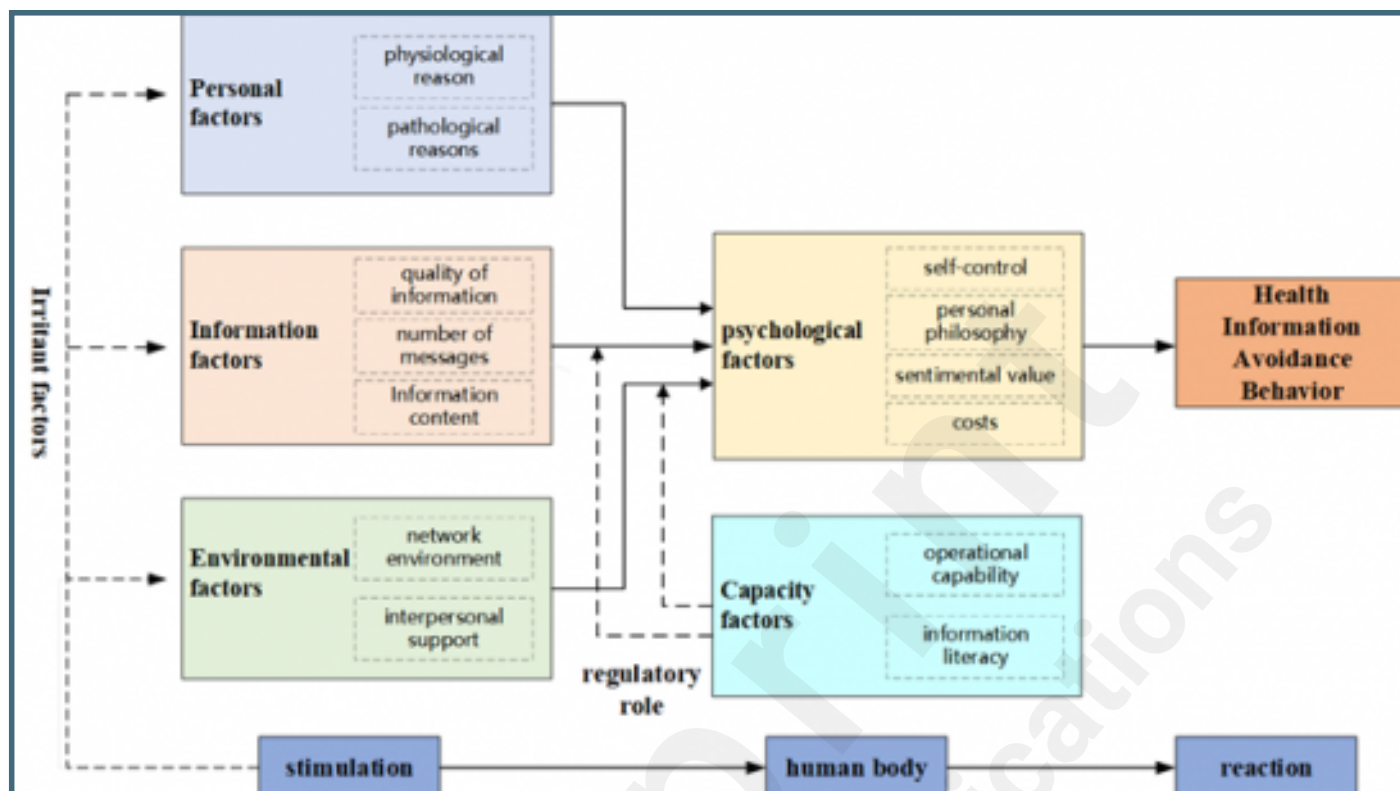 Irritant factors
Personal
factors
physiological
reason
pathological
reasons
Information
factors
quality of
information
number of
messages
Information
content
Environmental
factors
network
environment
interpersonal
support
psychological
factors
self-control
personal
philosophy
sentimental value
costs
Capacity
factors
operational
capability
information
literacy
regulatory
role
Health
Information
Avoidance
Behavior
stimulation
human body
reaction